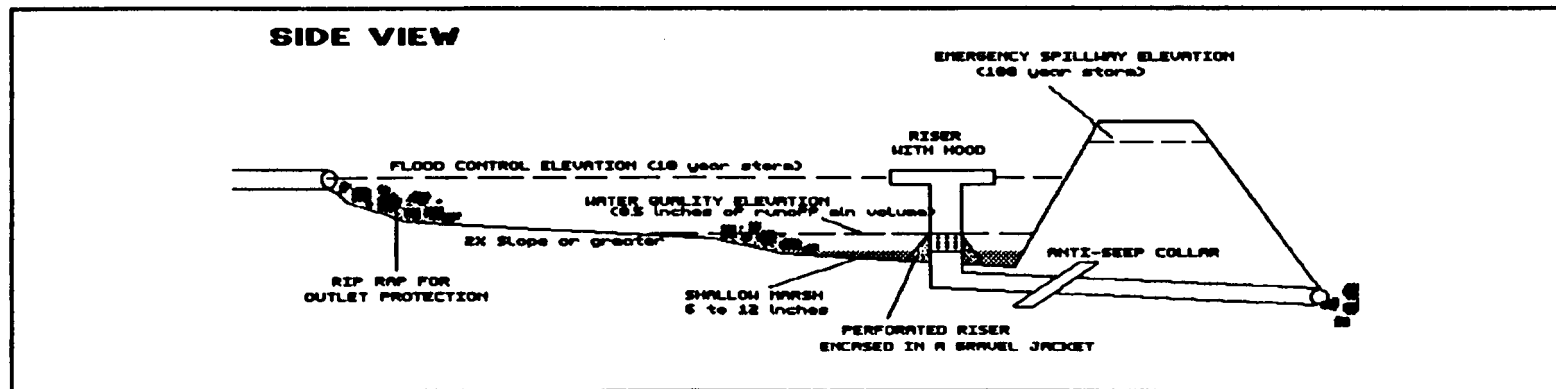 SIDE VIEW
EMERGENCY SPILLWAY ELEVATION
(100 year storm)
RISER
WITH HOOD
FLOOD CONTROL ELEVATION (10 year storm)
WATER QUALITY ELEVATION
(0.5 inches of runoff min volume)
2% Slope or greater
ANTI-SEEP COLLAR
RIP RAP FOR
OUTLET PROTECTION
SHALLOW MARSH
6 to 12 inches
PERFORATED RISER
ENCASED IN A GRAVEL JACKET